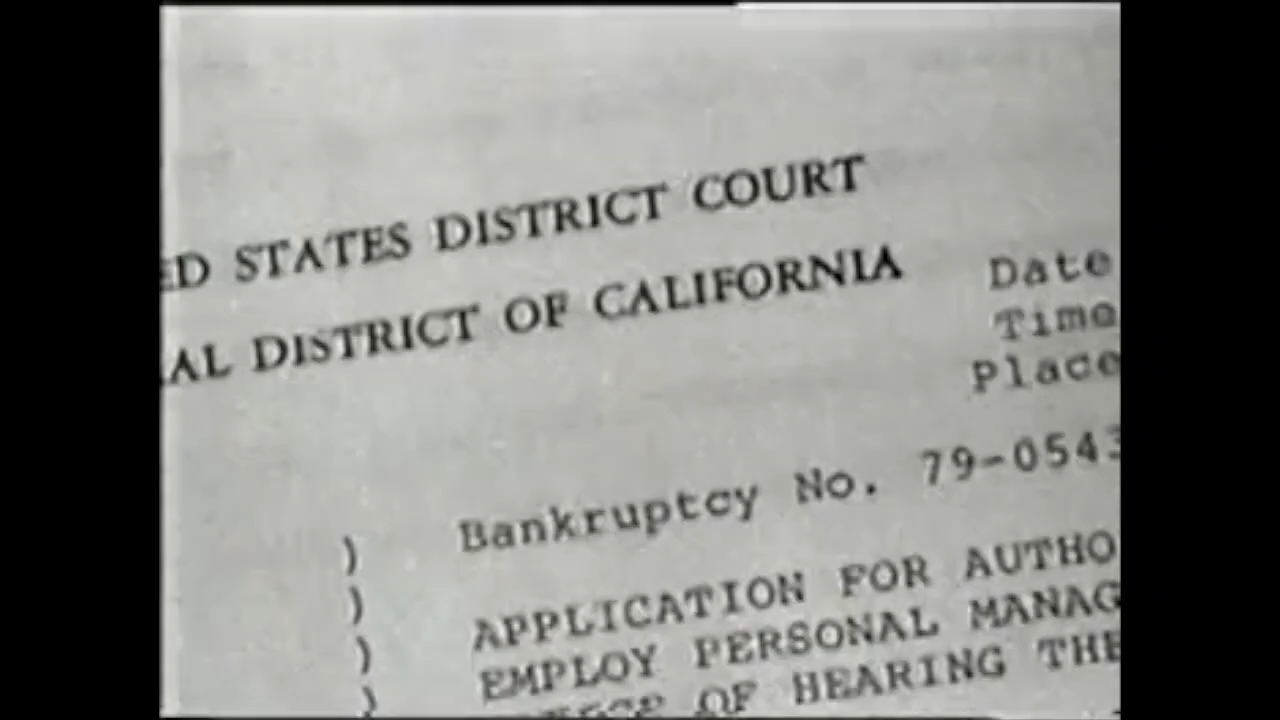 ED STATES DISTRICT COURT
AL DISTRICT OF CALIFORNIA
Date
Time
Place
Bankruptcy No. 79-0543
) APPLICATION FOR AUTHO
) EMPLOY PERSONAL MANAG
) OF HEARING THE
)